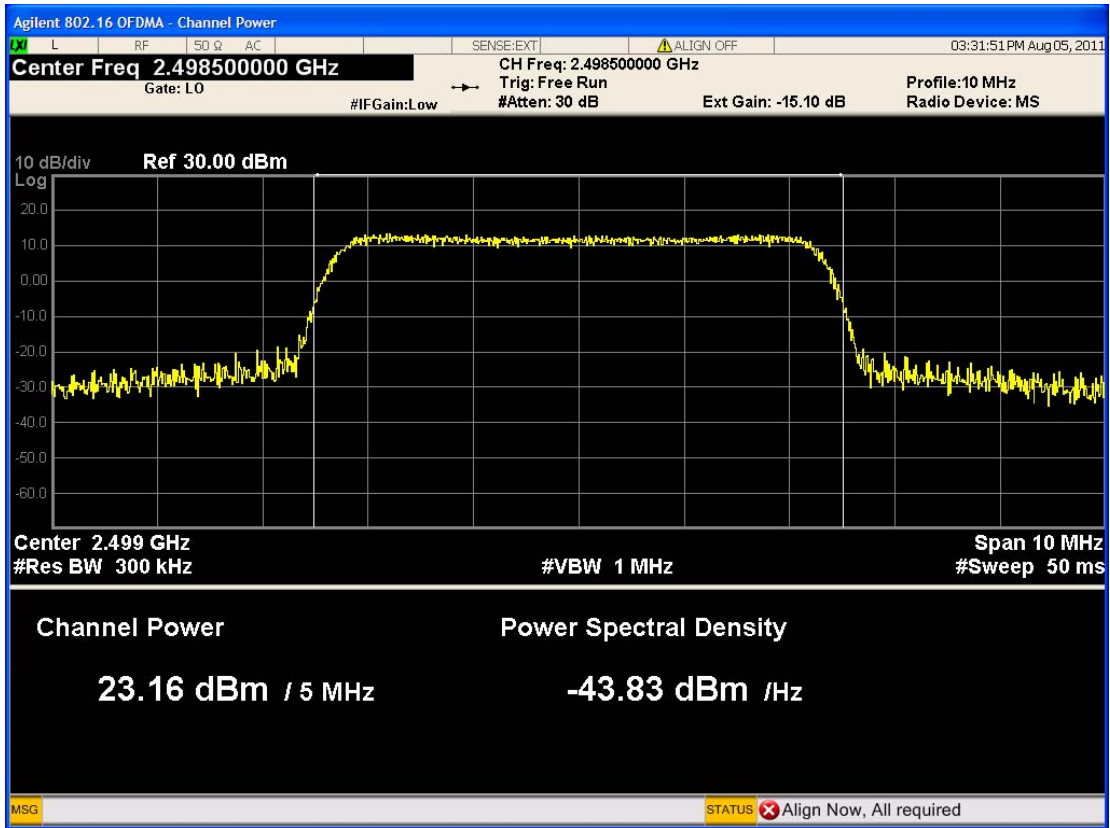 Agilent 802.16 OFDMA - Channel Power
LXI L RF 50 Ω AC SENSE:EXT ALIGN OFF 03:31:51 PM Aug 05, 2011
Center Freq 2.498500000 GHz
Gate: LO
#IFGain:Low
CH Freq: 2.498500000 GHz
Trig: Free Run
#Atten: 30 dB
Ext Gain: -15.10 dB
Profile:10 MHz
Radio Device: MS
10 dB/div Ref 30.00 dBm
Log
20.0
10.0
0.00
-10.0
-20.0
-30.0
-40.0
-50.0
-60.0
Center 2.499 GHz Span 10 MHz
#Res BW 300 kHz #VBW 1 MHz #Sweep 50 ms
Channel Power Power Spectral Density
23.16 dBm / 5 MHz -43.83 dBm /Hz
MSG STATUS Align Now, All required